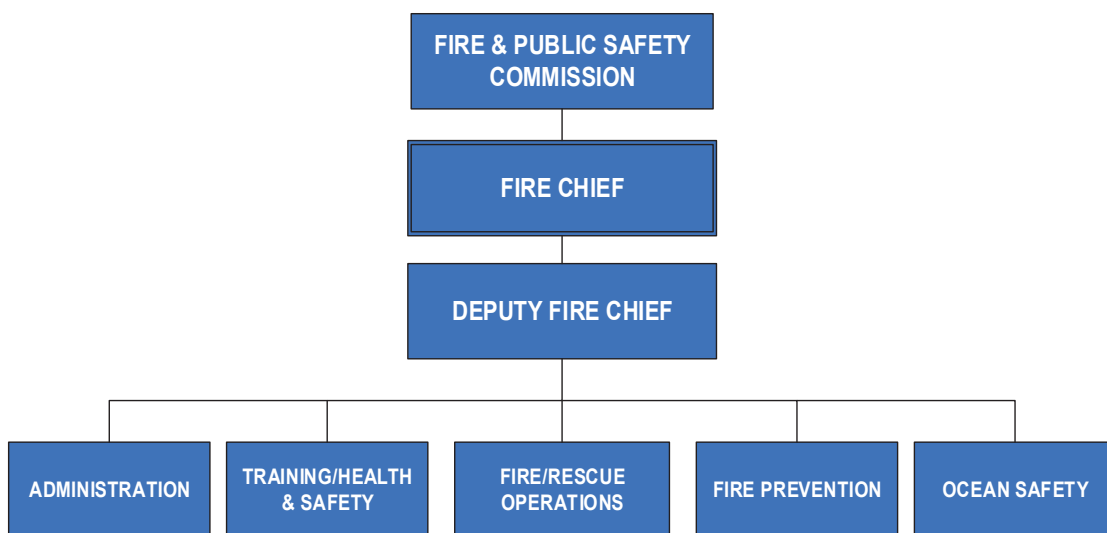 FIRE & PUBLIC SAFETY
COMMISSION
FIRE CHIEF
DEPUTY FIRE CHIEF
ADMINISTRATION
TRAINING/HEALTH
& SAFETY
FIRE/RESCUE
OPERATIONS
FIRE PREVENTION
OCEAN SAFETY